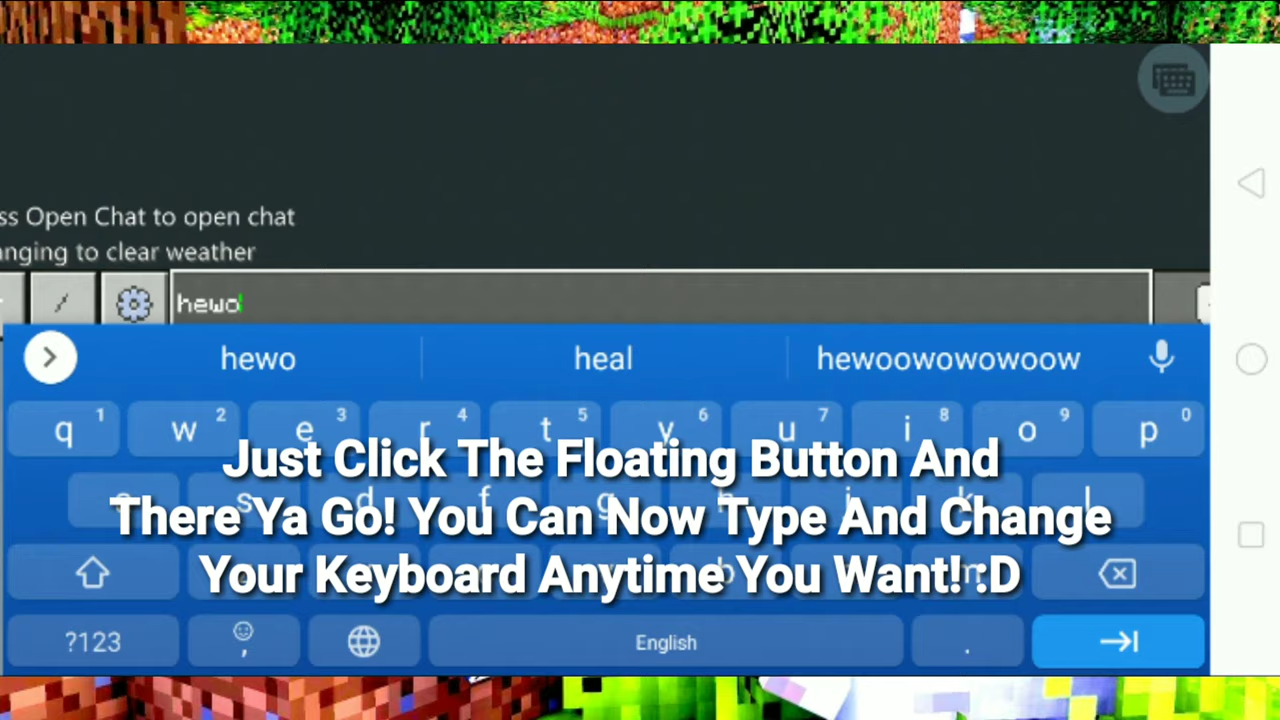 ss Open Chat to open chat
anging to clear weather
/ hewo
hewo heal hewoowowowoow
q 1 w 2 e 3 r 4 t 5 y 6 u 7 i 8 o 9 p 0
Just Click The Floating Button And
s d f g h j k l
There Ya Go! You Can Now Type And Change
Your Keyboard Anytime You Want! :D
b m
?123 , English .